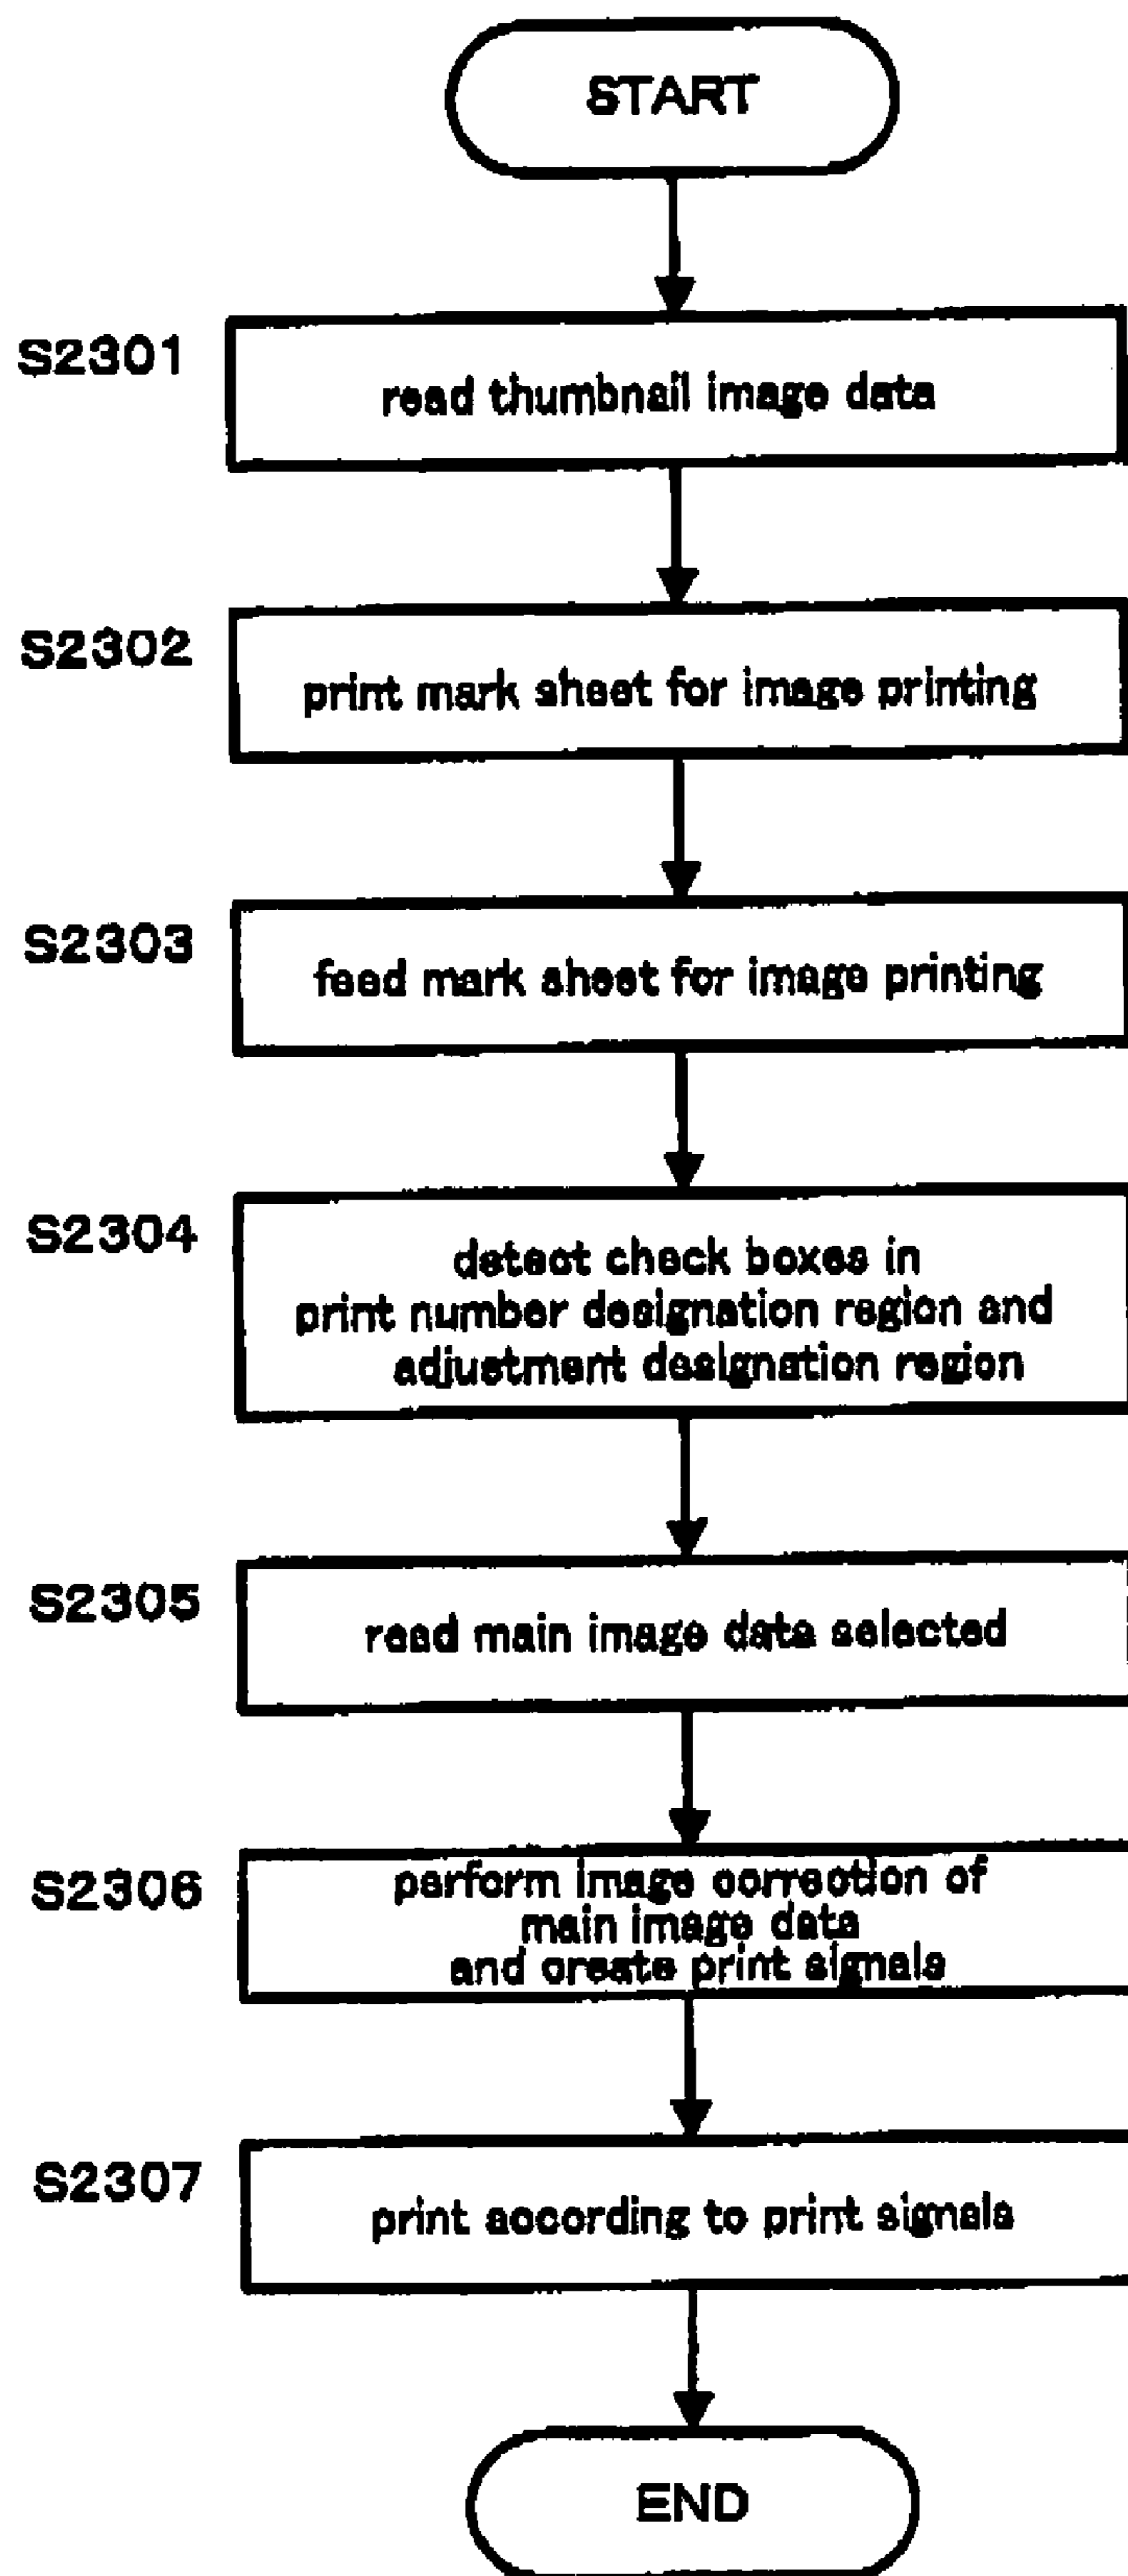 START
S2301
read thumbnail image data
S2302
print mark sheet for image printing
S2303
feed mark sheet for image printing
S2304
detect check boxes in
print number designation region and
adjustment designation region
S2305
read main image data selected
S2306
perform image correction of
main image data
and create print signals
S2307
print according to print signals
END